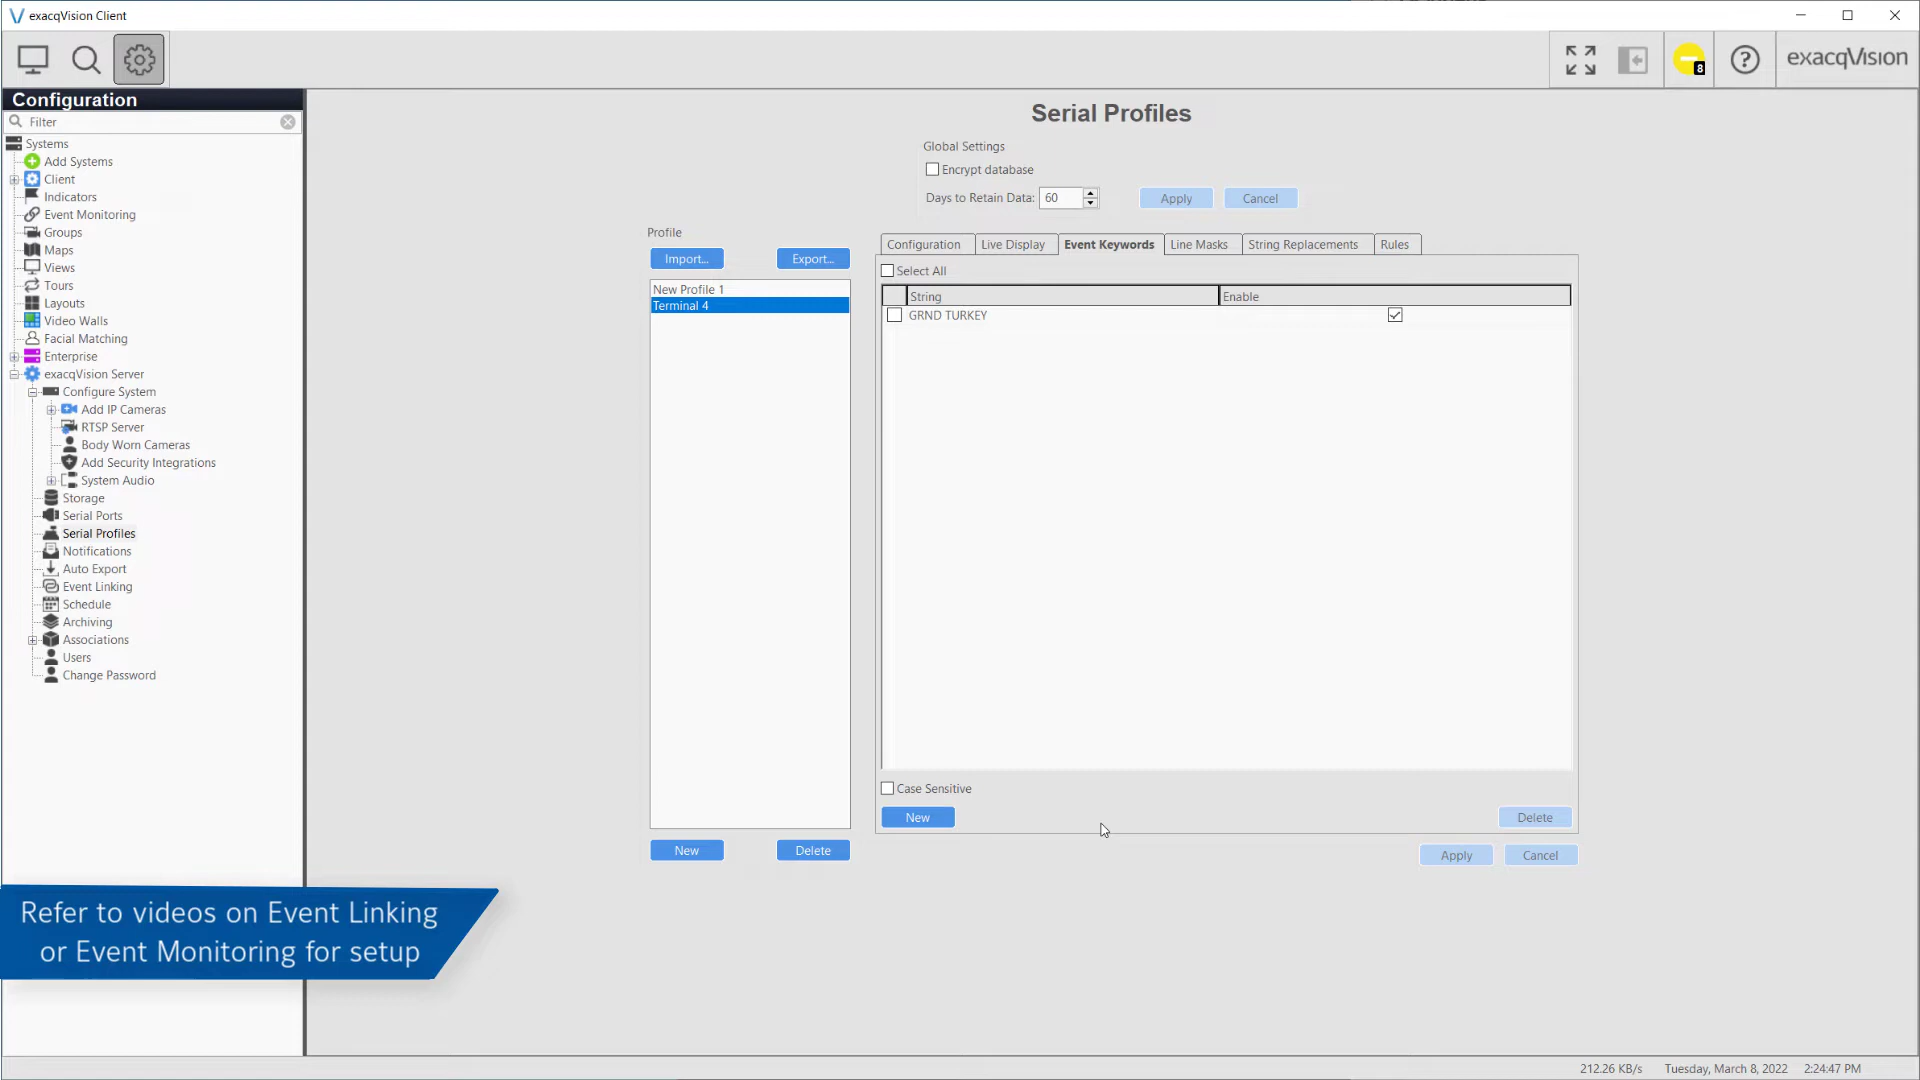 exacqVision Client
8
exacqVision
Configuration
Filter
Systems
Add Systems
Client
Indicators
Event Monitoring
Groups
Maps
Views
Tours
Layouts
Video Walls
Facial Matching
Enterprise
exacqVision Server
Configure System
Add IP Cameras
RTSP Server
Body Worn Cameras
Add Security Integrations
System Audio
Storage
Serial Ports
Serial Profiles
Notifications
Auto Export
Event Linking
Schedule
Archiving
Associations
Users
Change Password
Serial Profiles
Global Settings
Encrypt database
Days to Retain Data: 60 Apply Cancel
Profile
Import... Export...
New Profile 1
Terminal 4
New Delete
Configuration Live Display Event Keywords Line Masks String Replacements Rules
Select All
String Enable
GRND TURKEY
Case Sensitive
New Delete
Apply Cancel
Refer to videos on Event Linking
or Event Monitoring for setup
212.26 KB/s Tuesday, March 8, 2022 2:24:47 PM